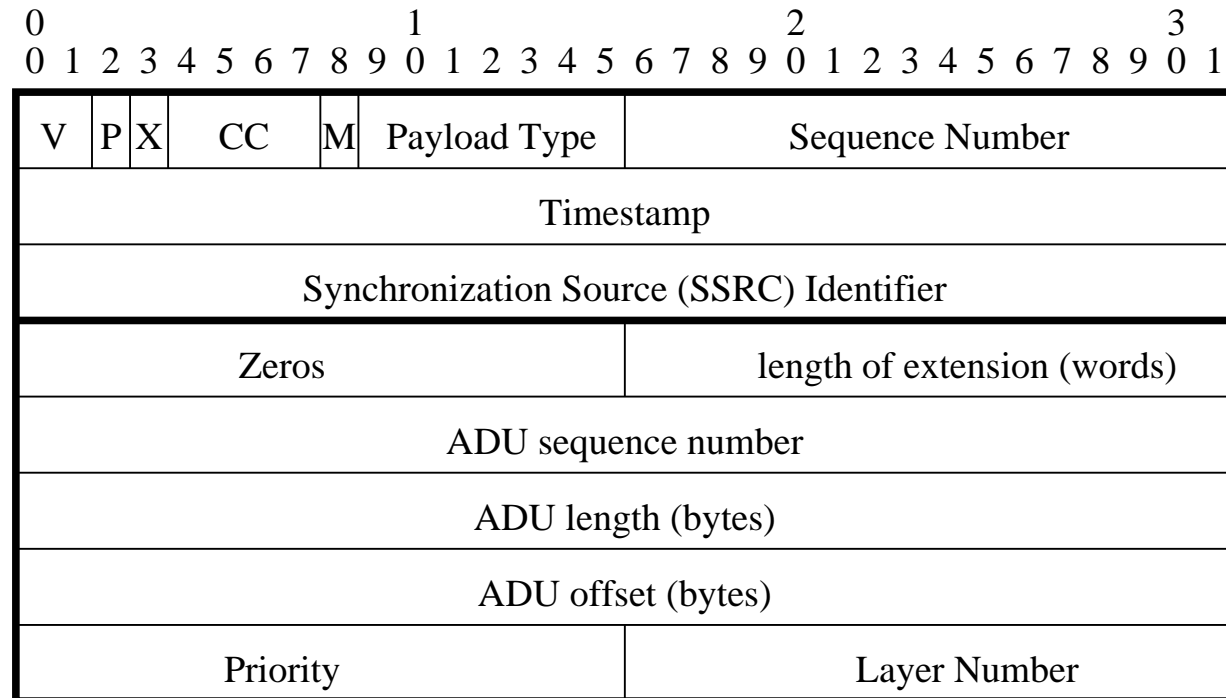 0 1 2 3
0 1 2 3 4 5 6 7 8 9 0 1 2 3 4 5 6 7 8 9 0 1 2 3 4 5 6 7 8 9 0 1
V P X CC M Payload Type Sequence Number
Timestamp
Synchronization Source (SSRC) Identifier
Zeros length of extension (words)
ADU sequence number
ADU length (bytes)
ADU offset (bytes)
Priority Layer Number